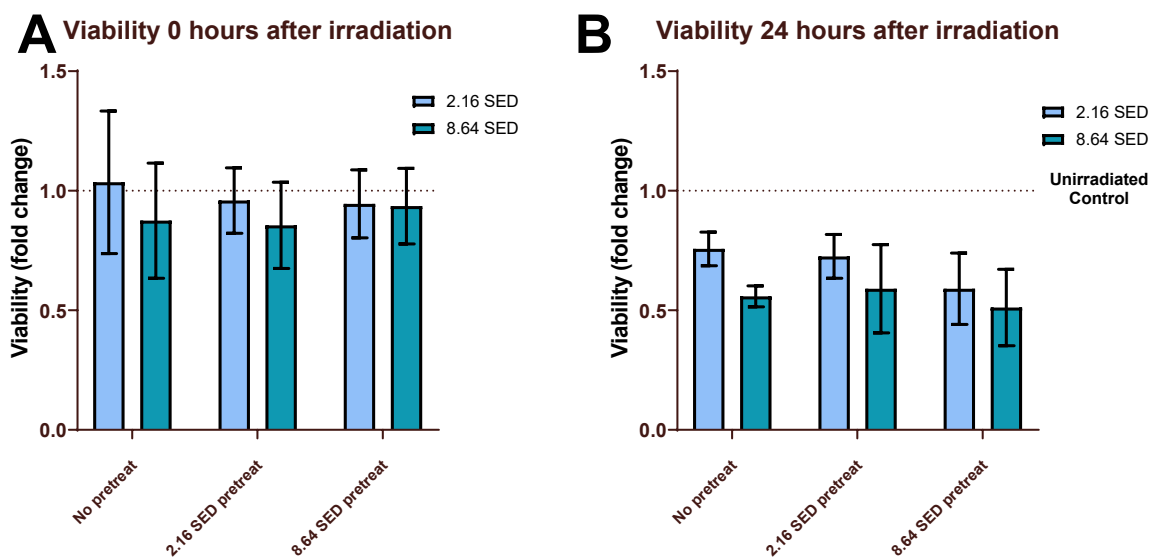 A Viability 0 hours after irradiation
1.5
1.0
0.5
0.0
Viability (fold change)
2.16 SED
8.64 SED
No pretreat
2.16 SED pretreat
8.64 SED pretreat
B Viability 24 hours after irradiation
1.5
1.0
0.5
0.0
Viability (fold change)
2.16 SED
8.64 SED
Unirradiated
Control
No pretreat
2.16 SED pretreat
8.64 SED pretreat